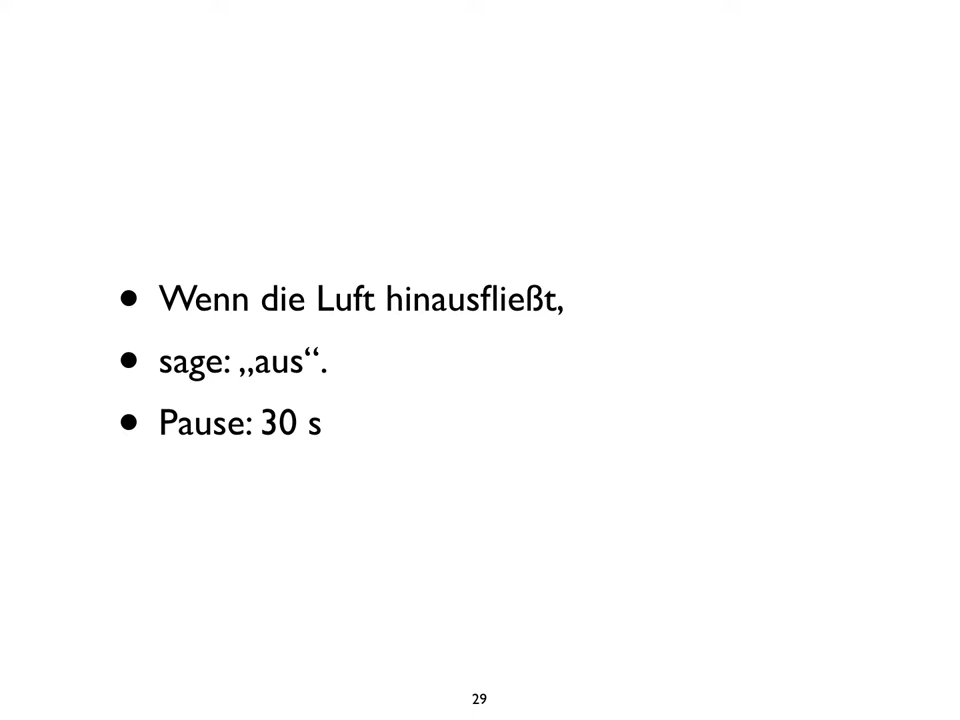 • Wenn die Luft hinausfließt,
• sage: „aus“.
• Pause: 30 s
29